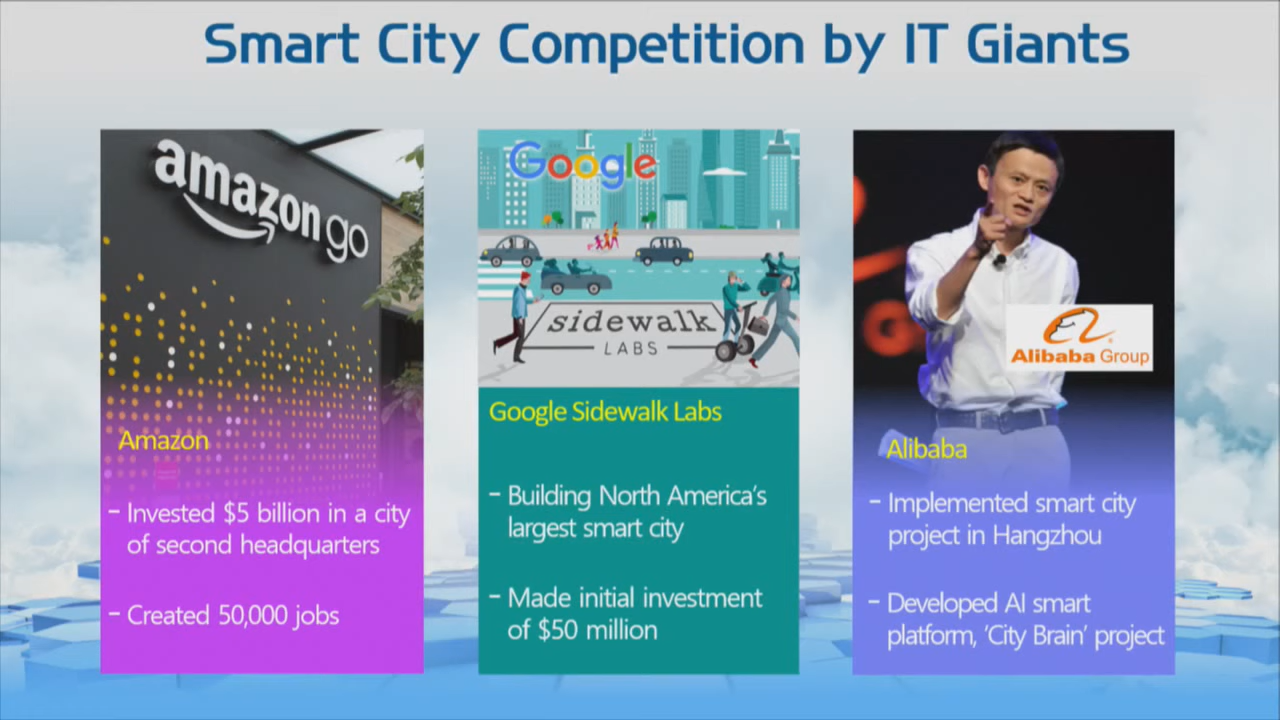 Smart City Competition by IT Giants
amazon go
Amazon
- Invested $5 billion in a city
of second headquarters
- Created 50,000 jobs
Google
sidewalk
LABS
Google Sidewalk Labs
- Building North America's
largest smart city
- Made initial investment
of $50 million
Alibaba Group
Alibaba
- Implemented smart city
project in Hangzhou
- Developed AI smart
platform, 'City Brain' project